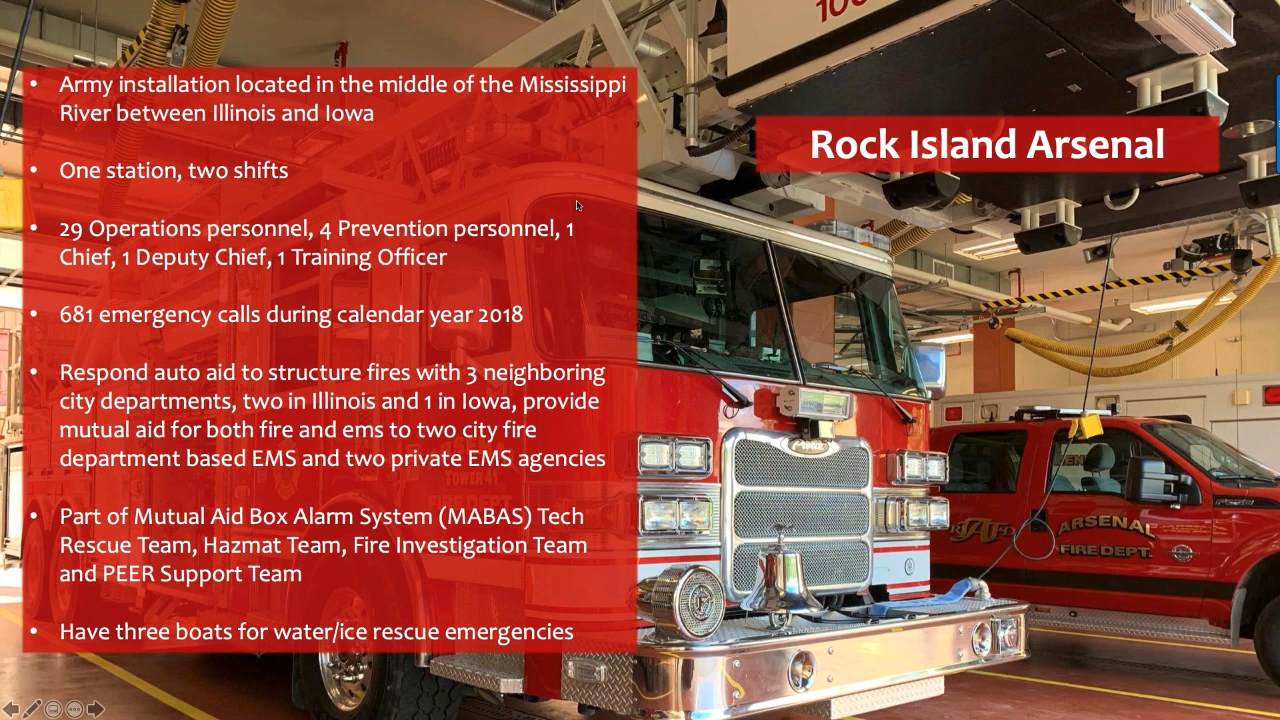 100
• Army installation located in the middle of the Mississippi
River between Illinois and Iowa
Rock Island Arsenal
• One station, two shifts
• 29 Operations personnel, 4 Prevention personnel, 1
Chief, 1 Deputy Chief, 1 Training Officer
• 681 emergency calls during calendar year 2018
• Respond auto aid to structure fires with 3 neighboring
city departments, two in Illinois and 1 in Iowa, provide
mutual aid for both fire and ems to two city fire
department based EMS and two private EMS agencies
• Part of Mutual Aid Box Alarm System (MABAS) Tech
Rescue Team, Hazmat Team, Fire Investigation Team
and PEER Support Team
• Have three boats for water/ice rescue emergencies
TOWER 41
FIRE DEPT
ARSENAL
FIRE DEPT.